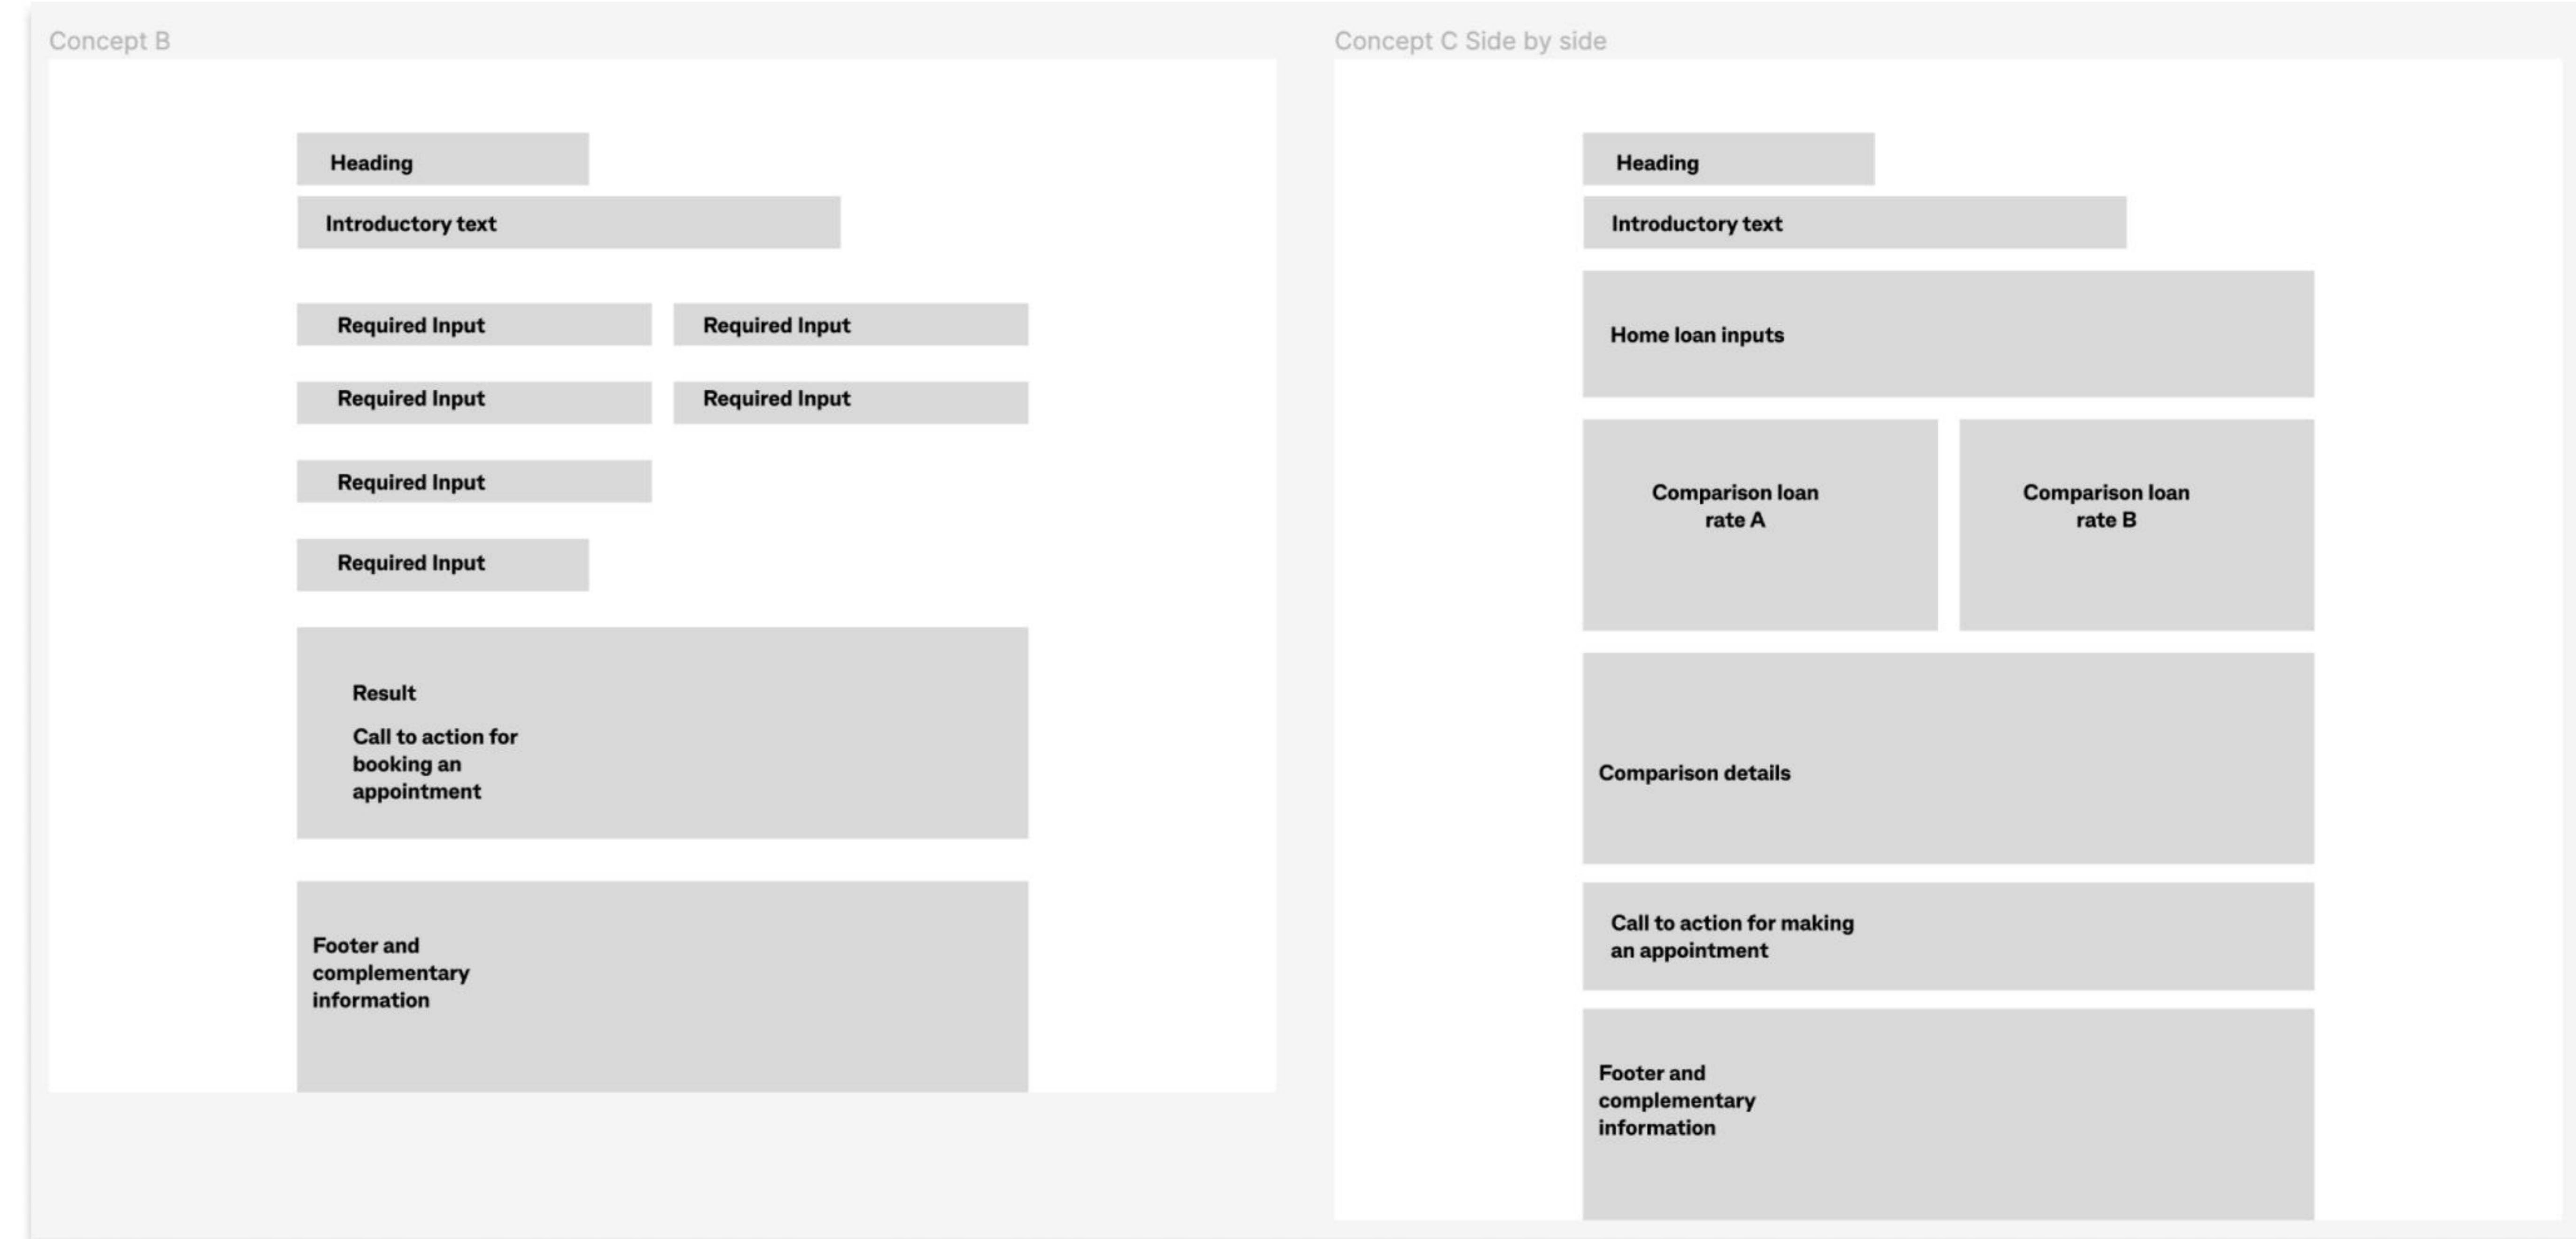 Concept B
Heading
Introductory text
Required Input
Required Input
Required Input
Required Input
Required Input
Required Input
Result
Call to action for
booking an
appointment
Footer and
complementary
information
Concept C Side by side
Heading
Introductory text
Home loan inputs
Comparison loan
rate A
Comparison loan
rate B
Comparison details
Call to action for making
an appointment
Footer and
complementary
information